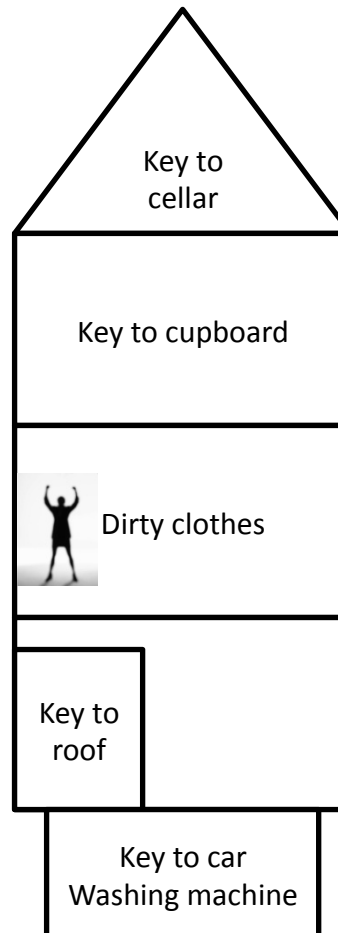 Key to
cellar
Key to cupboard
Dirty clothes
Key to
roof
Key to car
Washing machine